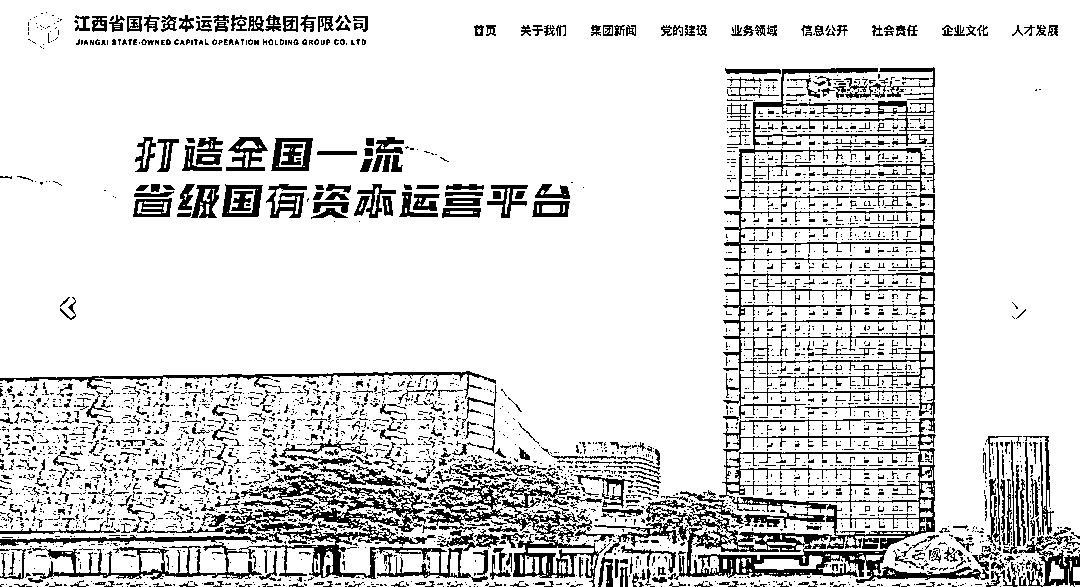 江西省国有资本运营控股集团有限公司
JIANGXI STATE-OWNED CAPITAL OPERATION HOLDING GROUP CO. LTD
首页 关于我们 集团新闻 党的建设 业务领域 信息公开 社会责任 企业文化 人才发展
打造全国一流
省级国有资本运营平台